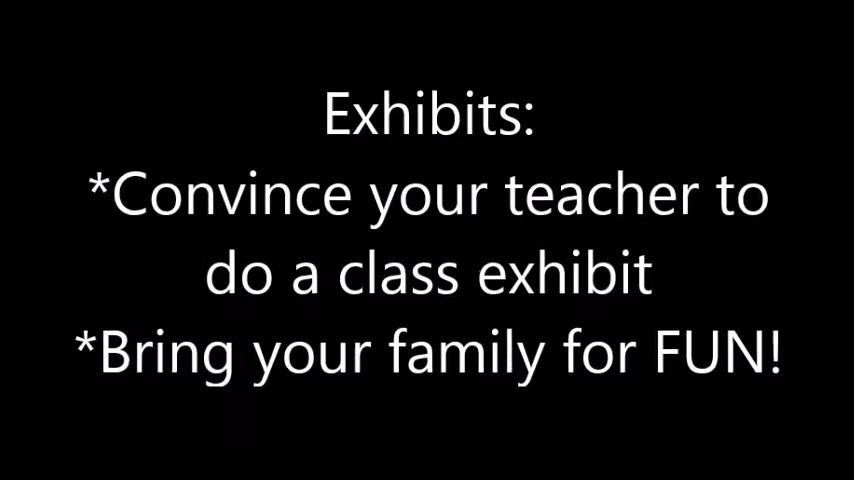 Exhibits:
*Convince your teacher to
do a class exhibit
*Bring your family for FUN!